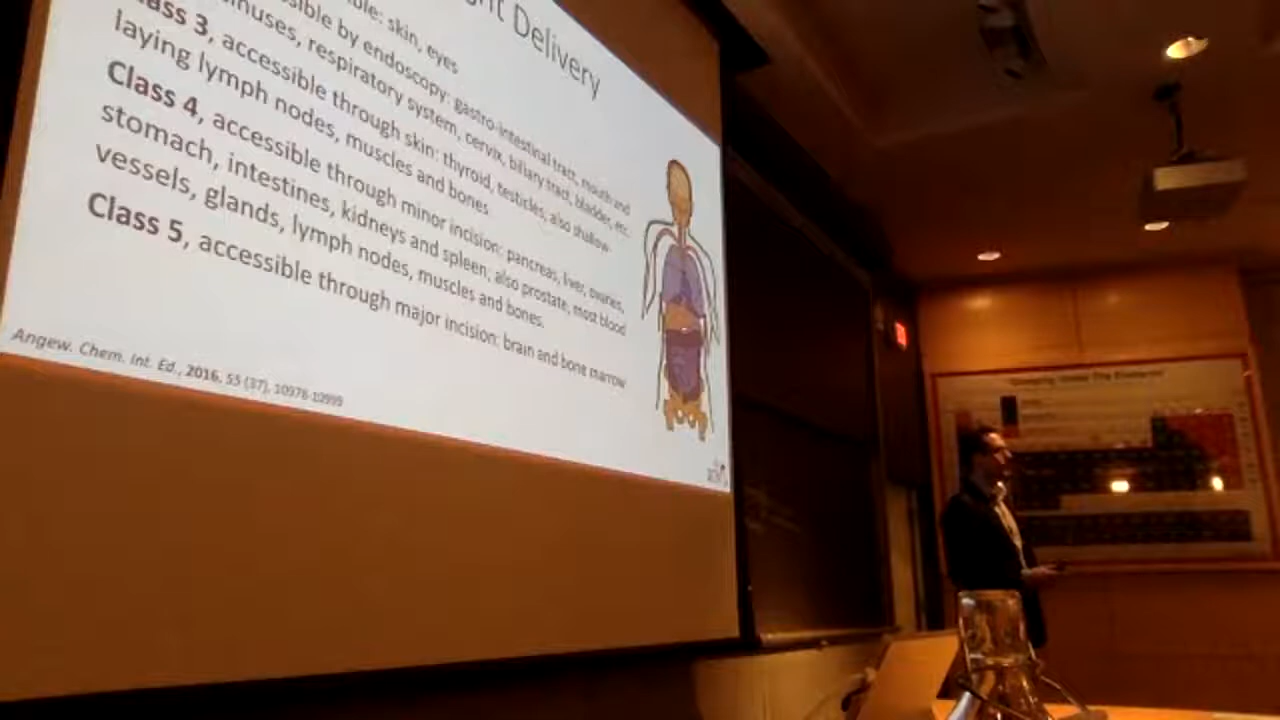 ght Delivery
ble: skin, eyes
sible by endoscopy: gastro-intestinal tract, mouth and
inuses, respiratory system, cervix, biliary tract, bladder, etc.
ass 3, accessible through skin: thyroid, testicles, also shallow-
laying lymph nodes, muscles and bones
Class 4, accessible through minor incision: pancreas, liver, ovaries,
stomach, intestines, kidneys and spleen; also prostate, most blood
vessels, glands, lymph nodes, muscles and bones.
Class 5, accessible through major incision: brain and bone marrow
Angew. Chem. Int. Ed., 2016, 55 (37), 10978-10999